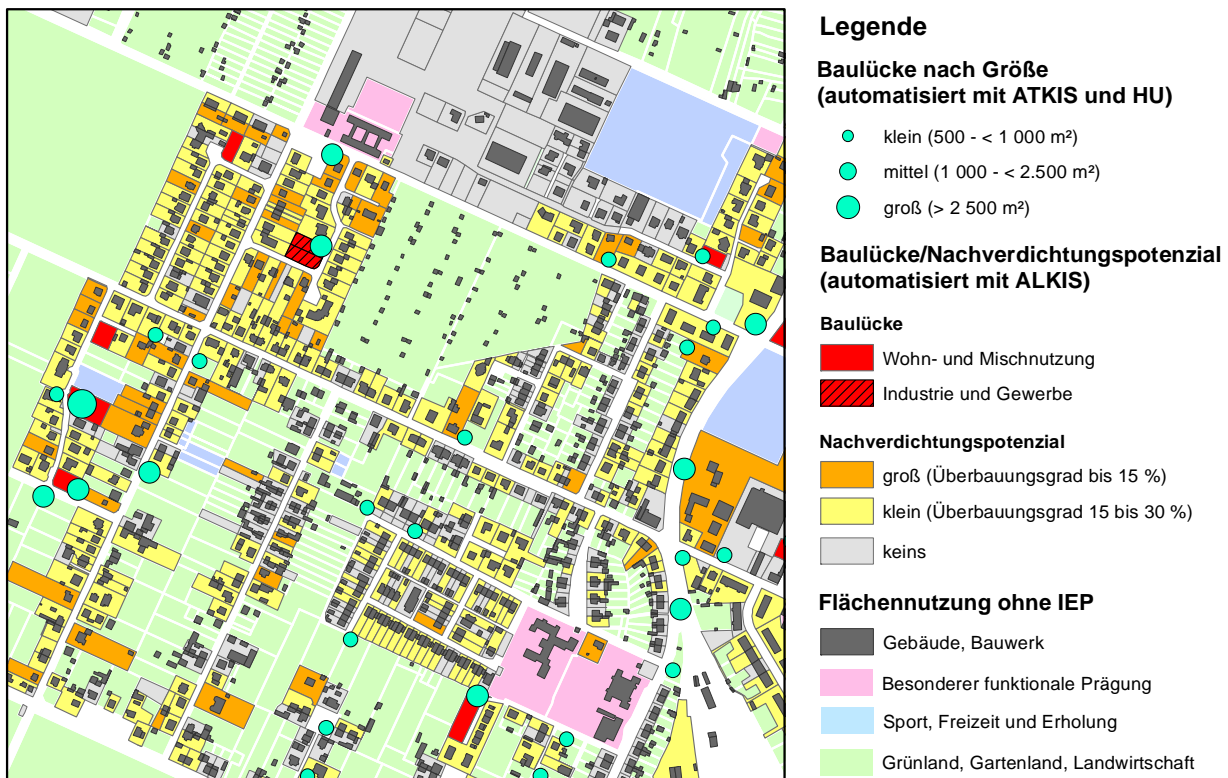 Legende
Baulücke nach Größe
(automatisiert mit ATKIS und HU)
klein (500 - < 1 000 m²)
mittel (1 000 - < 2.500 m²)
groß (> 2 500 m²)
Baulücke/Nachverdichtungspotenzial
(automatisiert mit ALKIS)
Baulücke
Wohn- und Mischnutzung
Industrie und Gewerbe
Nachverdichtungspotenzial
groß (Überbauungsgrad bis 15 %)
klein (Überbauungsgrad 15 bis 30 %)
keins
Flächennutzung ohne IEP
Gebäude, Bauwerk
Besonderer funktionale Prägung
Sport, Freizeit und Erholung
Grünland, Gartenland, Landwirtschaft